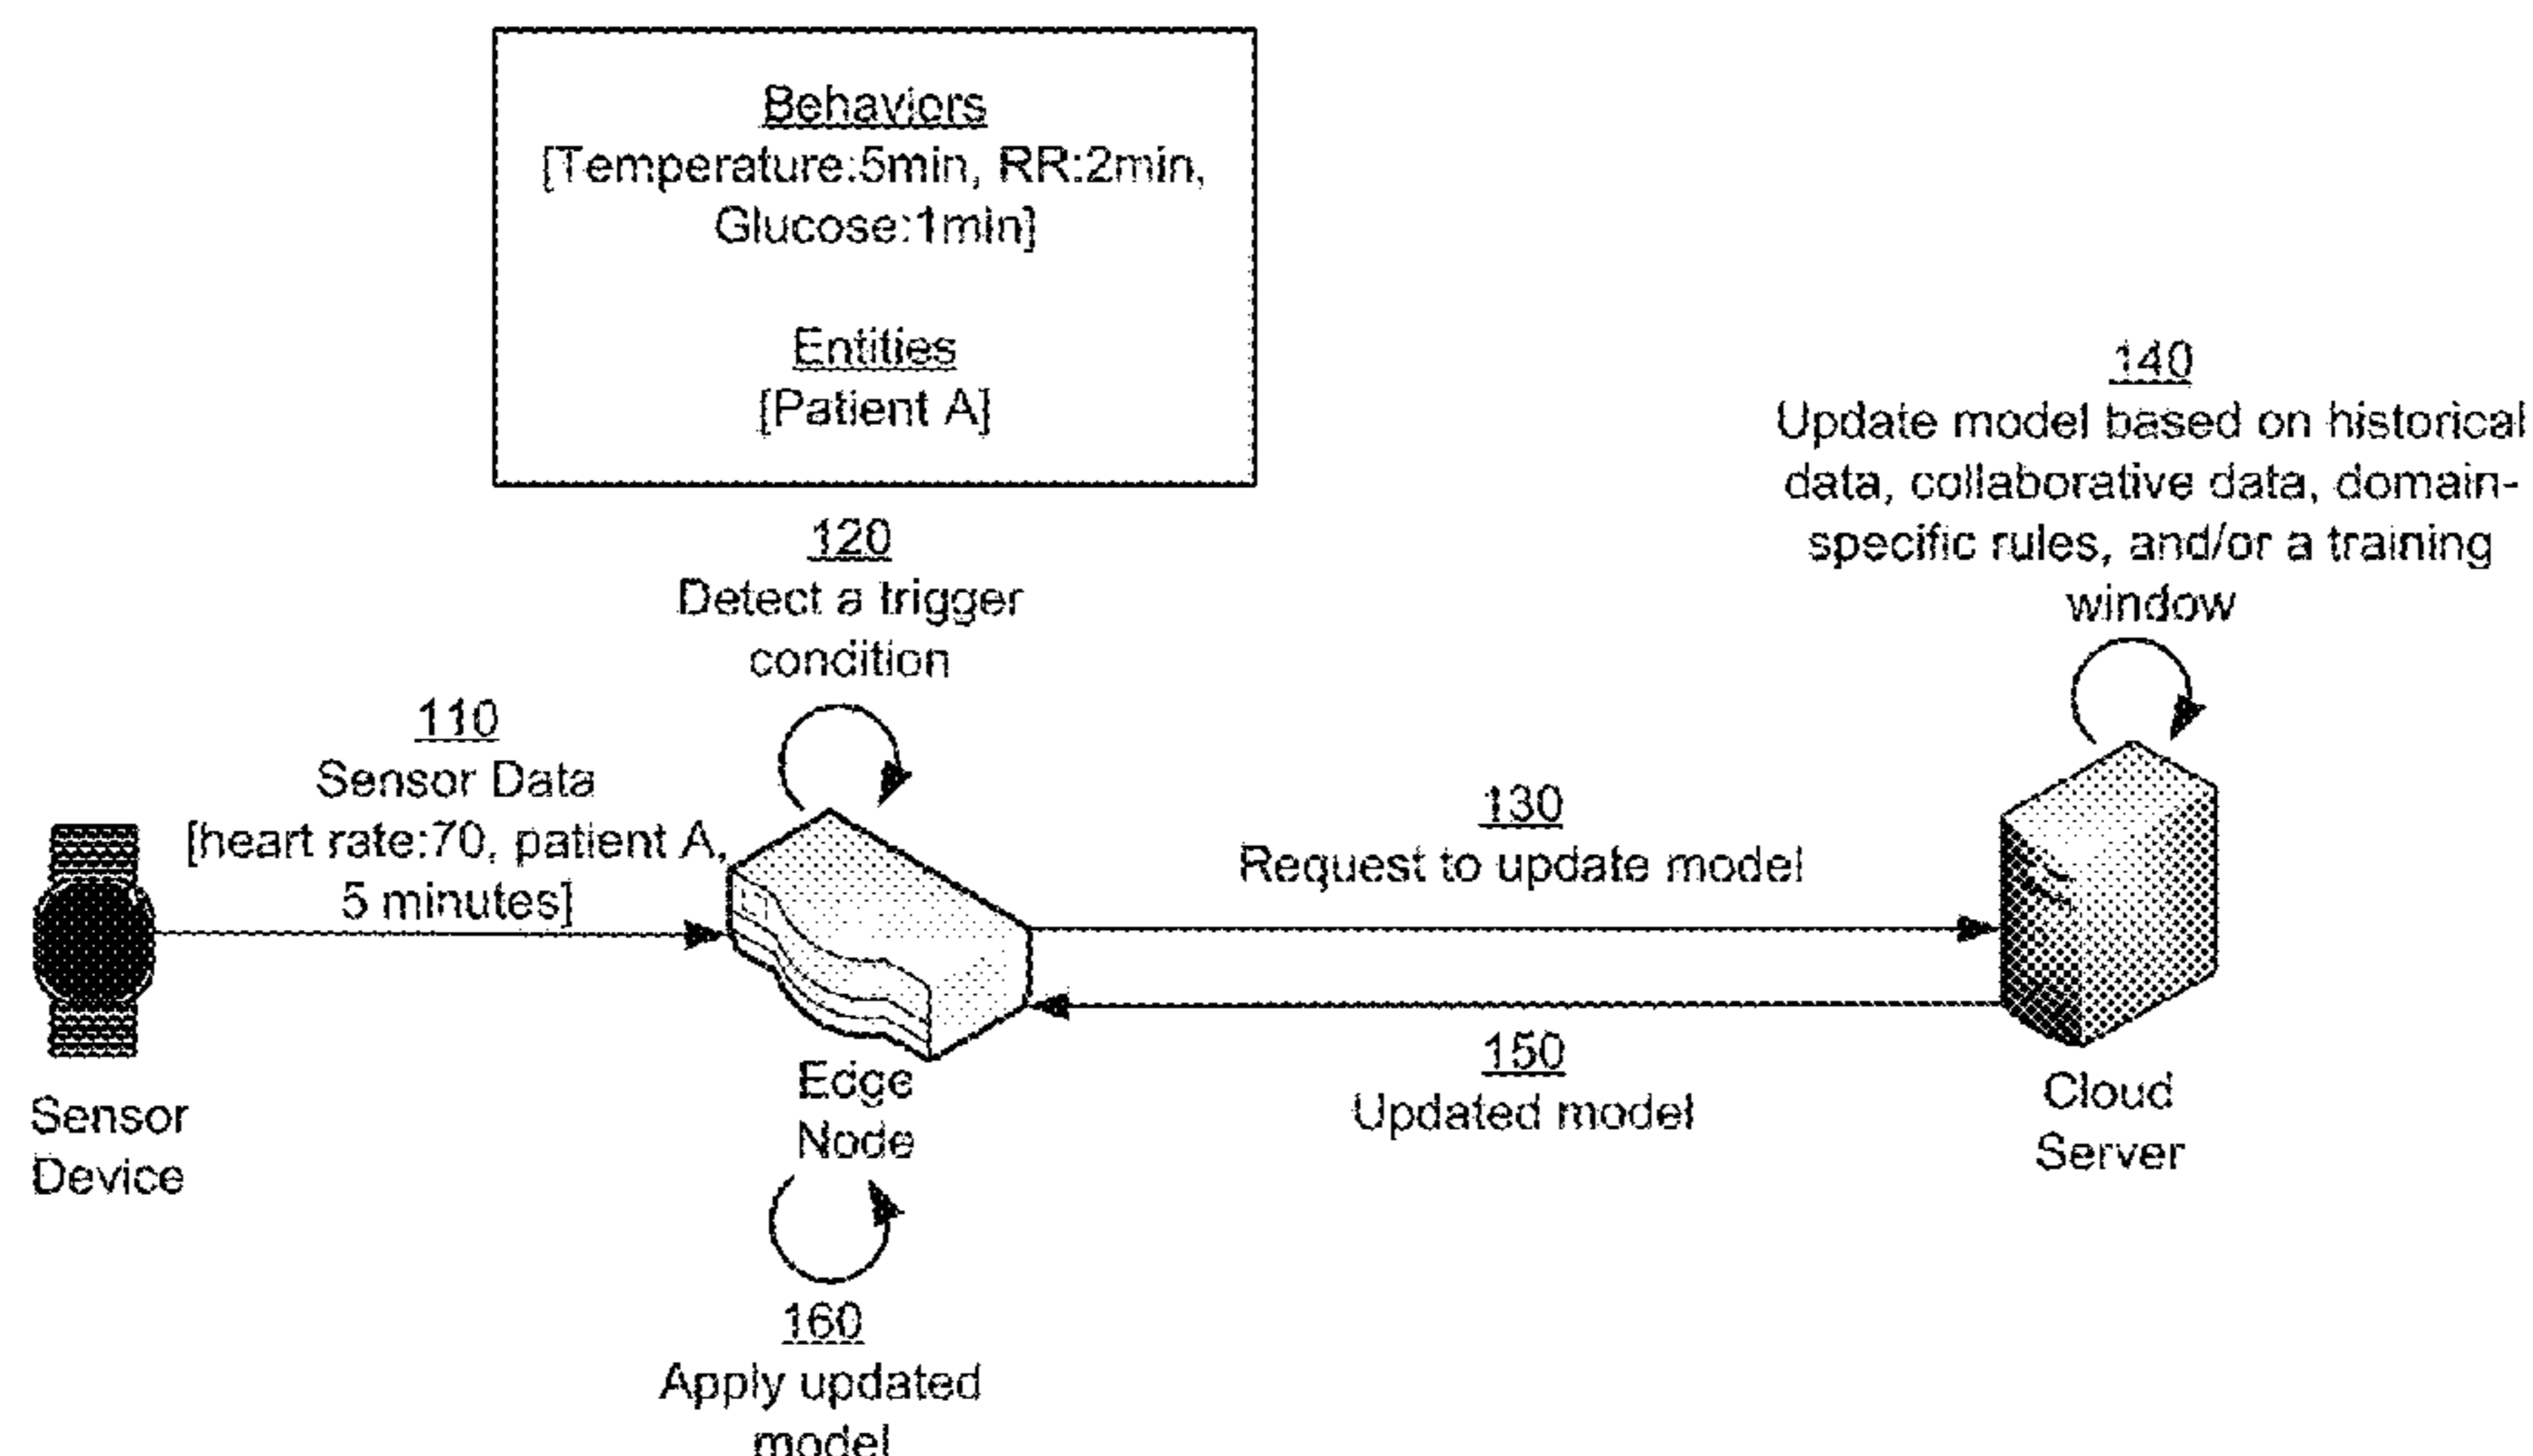 Behaviors
[Temperature:5min, RR:2min,
Glucose:1min]
Entities
[Patient A]
120
Detect a trigger
condition
140
Update model based on historical
data, collaborative data, domain-
specific rules, and/or a training
window
110
Sensor Data
[heart rate:70, patient A,
5 minutes]
130
Request to update model
150
Updated model
Sensor
Device
Edge
Node
Cloud
Server
160
Apply updated
model